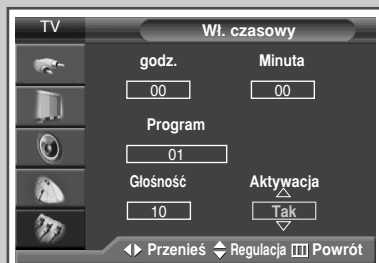 TV
Wł. czasowy
godz. Minuta
00 00
Program
01
Głośność Aktywacja
10 Tak
Przenieś Regulacja Powrót